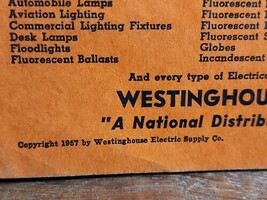 Automobile Lamps Fluorescent
Aviation Lighting Fluorescent
Commercial Lighting Fixtures Fluorescent
Desk Lamps Fluorescent
Floodlights Globes
Fluorescent Ballasts Incandescent
And every type of Electric
WESTINGHOU
"A National Distrib
Copyright 1957 by Westinghouse Electric Supply Co.